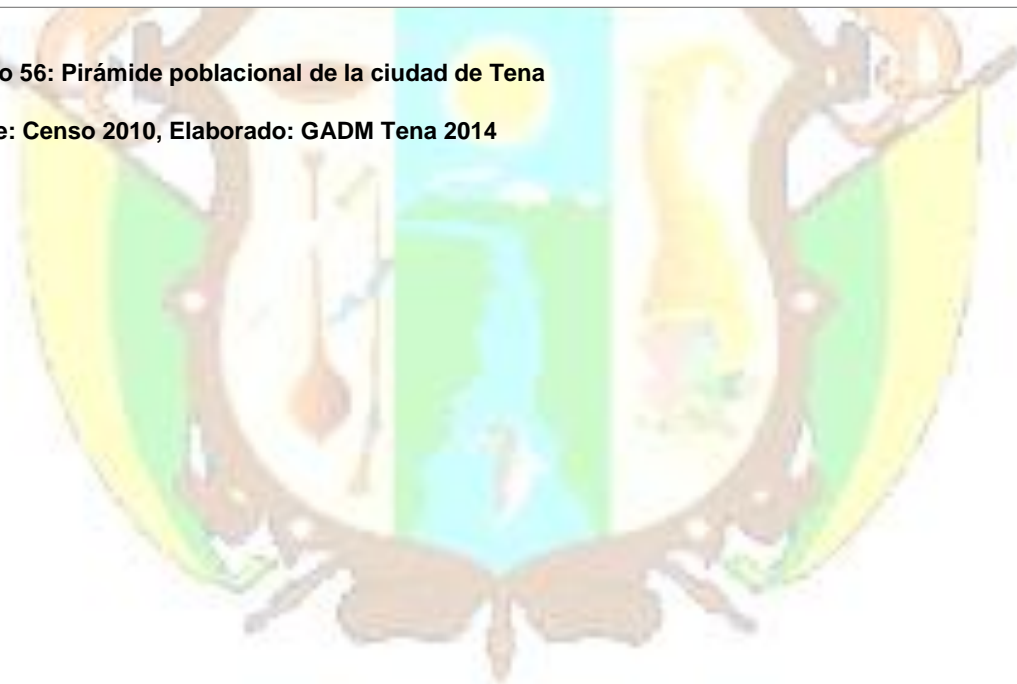 o 56: Pirámide poblacional de la ciudad de Tena
e: Censo 2010, Elaborado: GADM Tena 2014